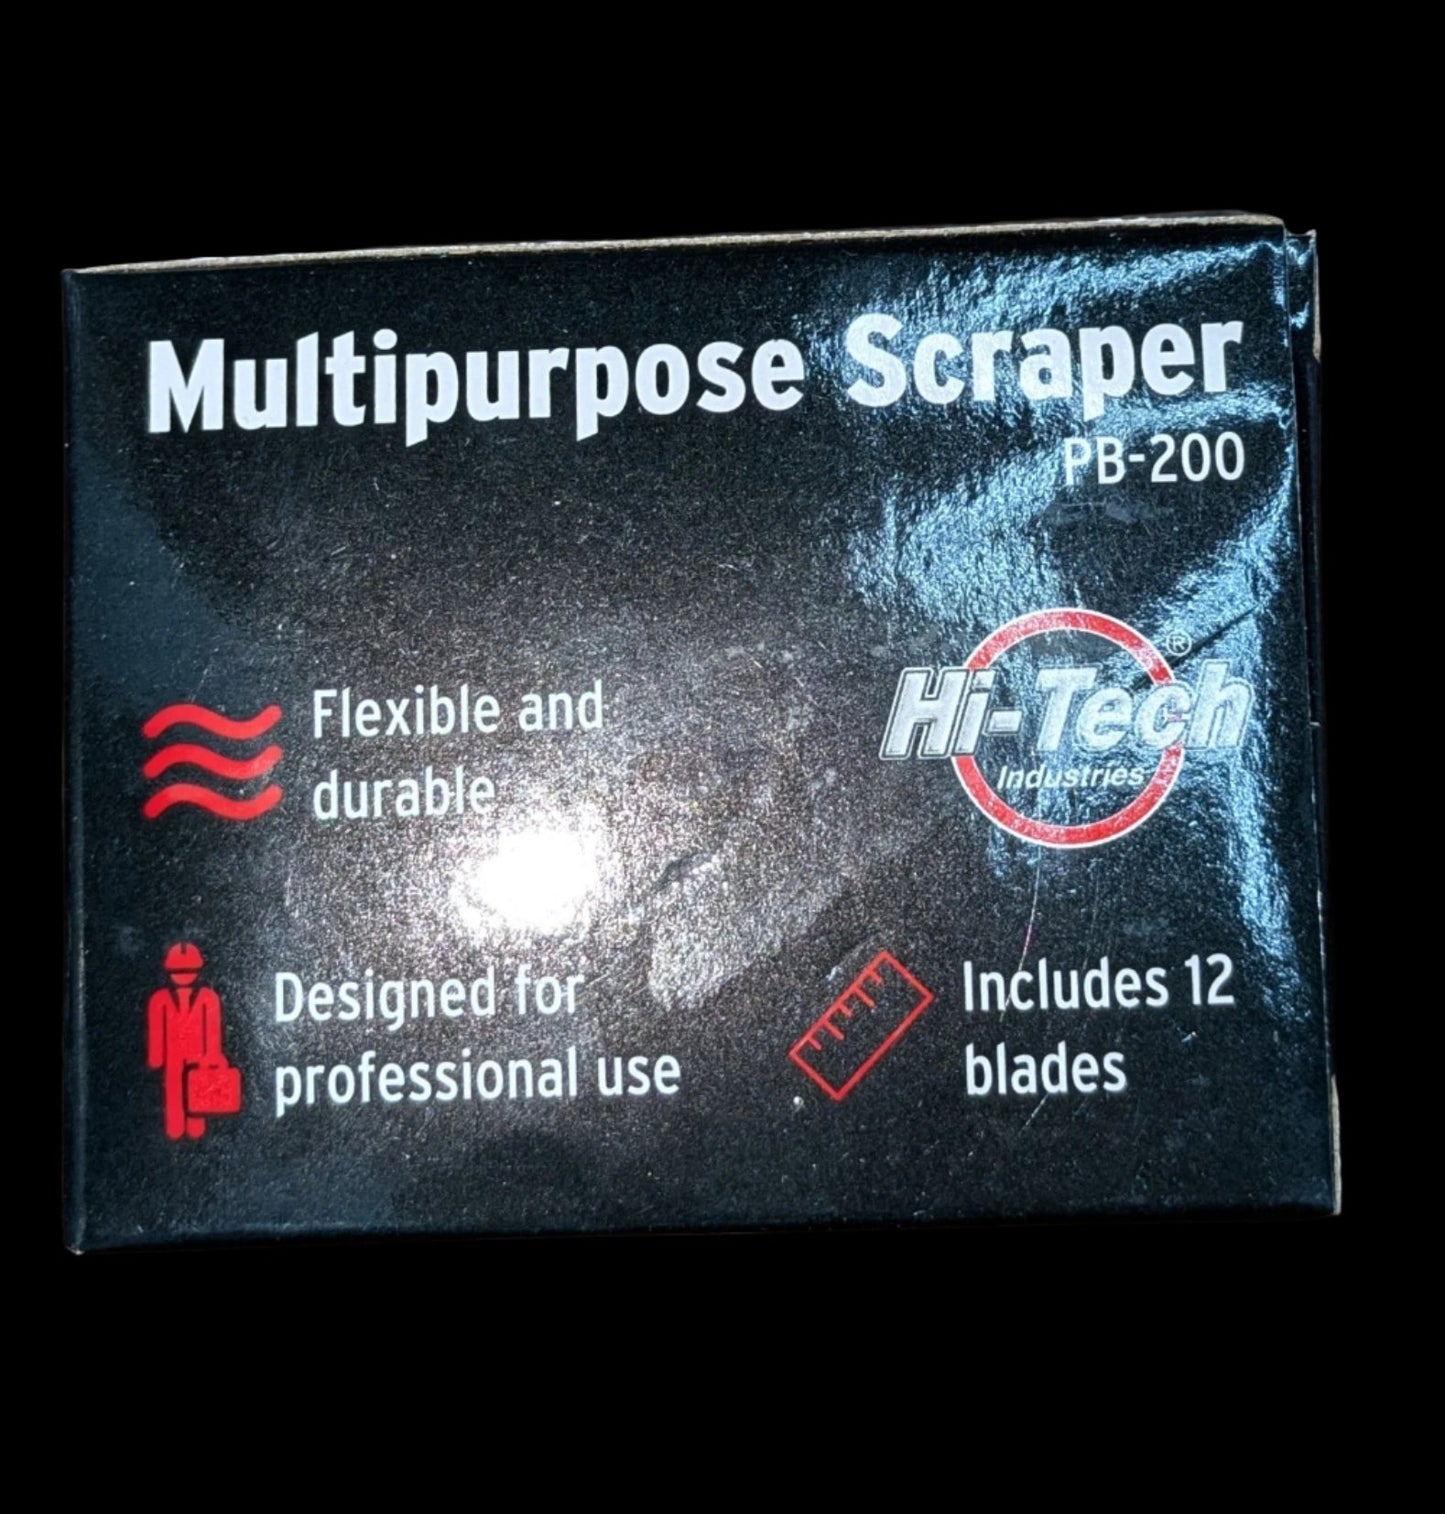 Multipurpose Scraper
PB-200
Flexible and
durable
Hi-Tech®
Industries
Designed for
professional use
Includes 12
blades